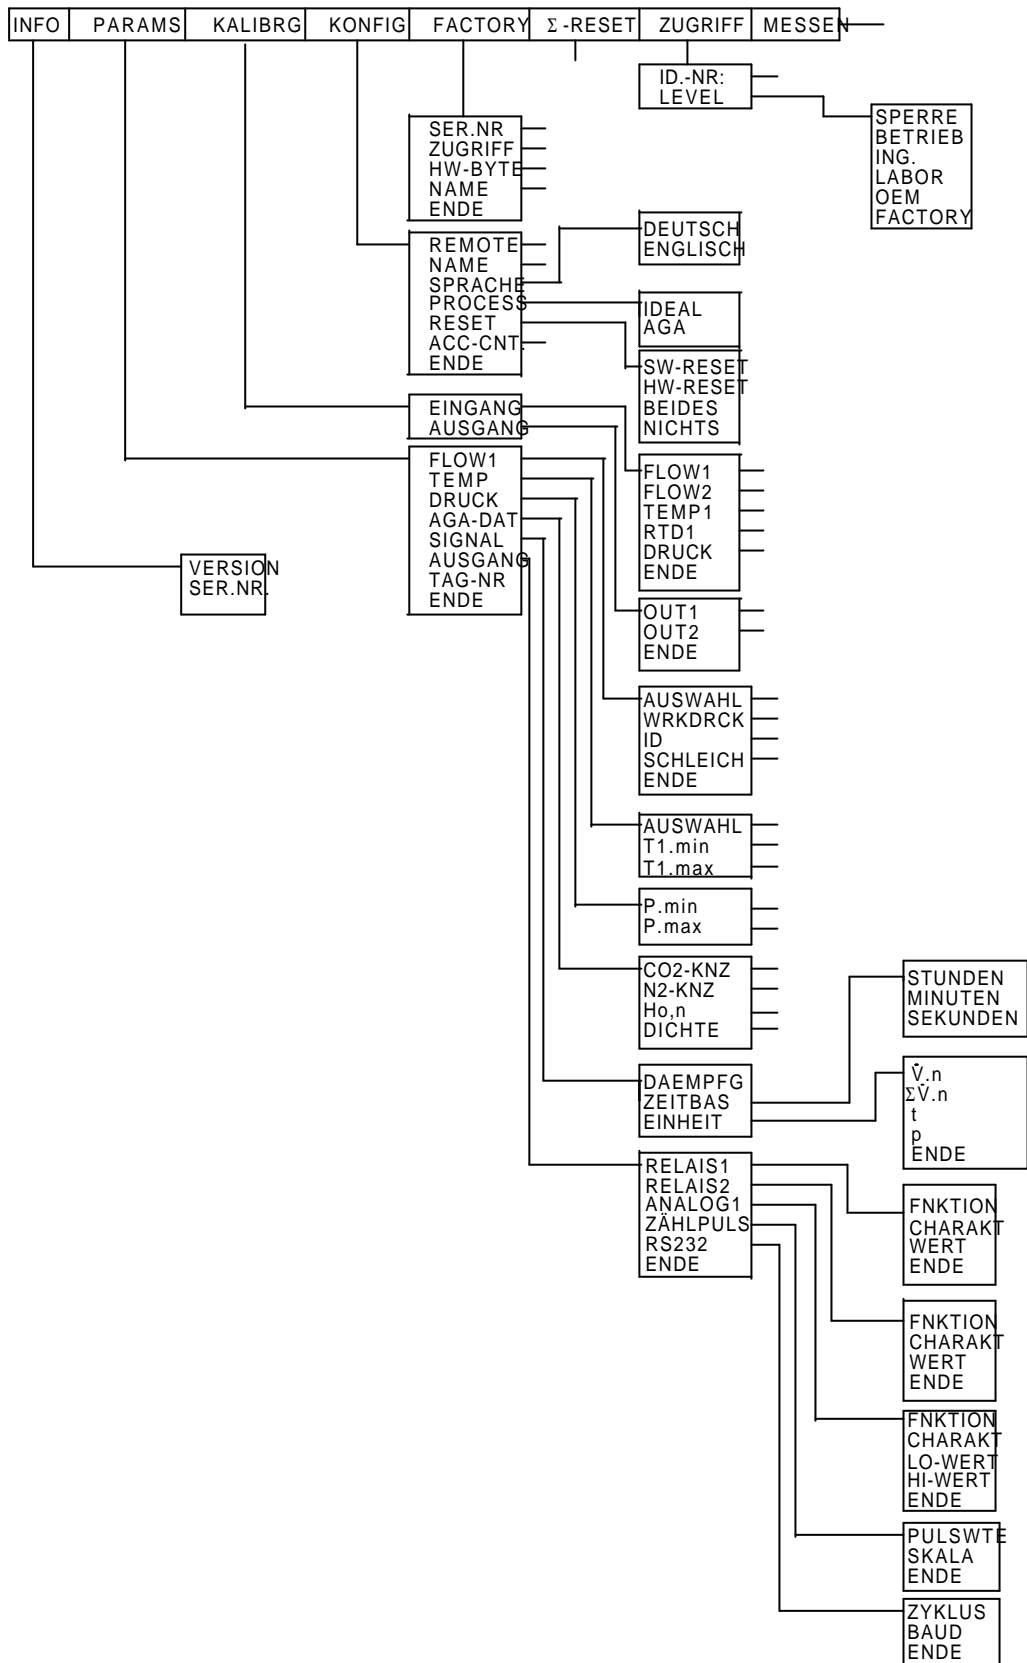 INFO PARAMS KALIBRG KONFIG FACTORY Σ-RESET ZUGRIFF MESSEN
ID.-NR:
LEVEL
SPERRE
BETRIEB
ING.
LABOR
OEM
FACTORY
SER.NR
ZUGRIFF
HW-BYTE
NAME
ENDE
REMOTE
NAME
SPRACHE
PROCESS
RESET
ACC-CNT.
ENDE
DEUTSCH
ENGLISCH
IDEAL
AGA
SW-RESET
HW-RESET
BEIDES
NICHTS
EINGANG
AUSGANG
FLOW1
TEMP
DRUCK
AGA-DAT
SIGNAL
AUSGANG
TAG-NR
ENDE
VERSION
SER.NR.
FLOW1
FLOW2
TEMP1
RTD1
DRUCK
ENDE
OUT1
OUT2
ENDE
AUSWAHL
WRKDRCK
ID
SCHLEICH
ENDE
AUSWAHL
T1.min
T1.max
P.min
P.max
CO2-KNZ
N2-KNZ
Ho,n
DICHTE
STUNDEN
MINUTEN
SEKUNDEN
DAEMPFG
ZEITBAS
EINHEIT
V̇.n
ΣV̇.n
t
p
ENDE
RELAIS1
RELAIS2
ANALOG1
ZÄHLPULS
RS232
ENDE
FNKTION
CHARAKT
WERT
ENDE
FNKTION
CHARAKT
WERT
ENDE
FNKTION
CHARAKT
LO-WERT
HI-WERT
ENDE
PULSWTE
SKALA
ENDE
ZYKLUS
BAUD
ENDE